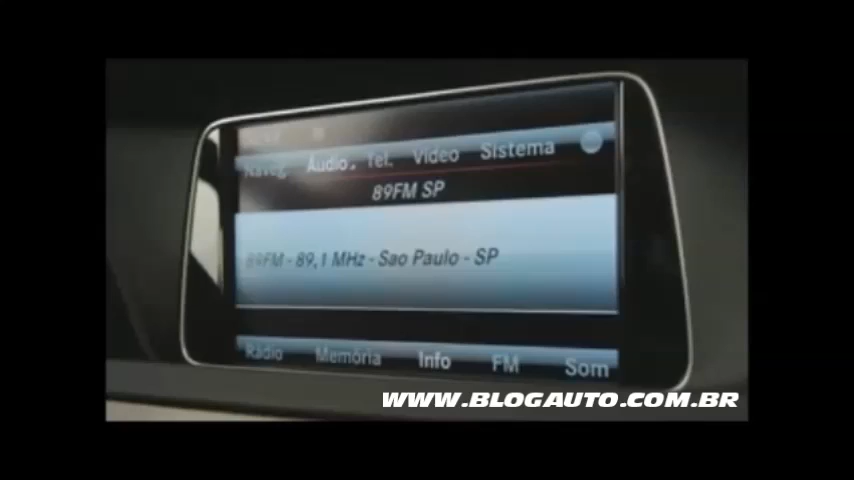 Naveg. Áudio. Tel. Vídeo Sistema
89FM SP
89FM - 89,1 MHz - Sao Paulo - SP
Rádio Memória Info FM Som
WWW.BLOGAUTO.COM.BR